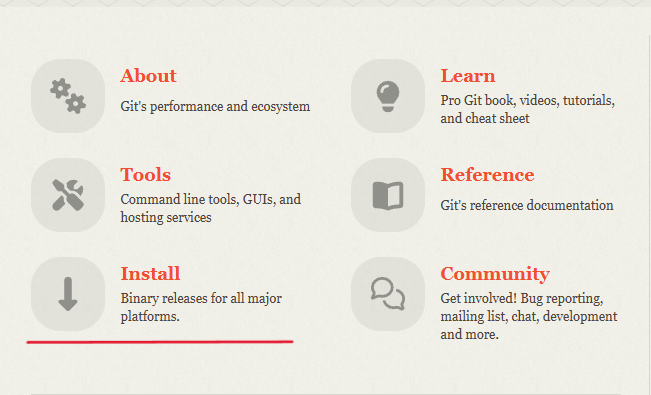 About
Git's performance and ecosystem
Learn
Pro Git book, videos, tutorials,
and cheat sheet
Tools
Command line tools, GUIs, and
hosting services
Reference
Git's reference documentation
Install
Binary releases for all major
platforms.
Community
Get involved! Bug reporting,
mailing list, chat, development
and more.